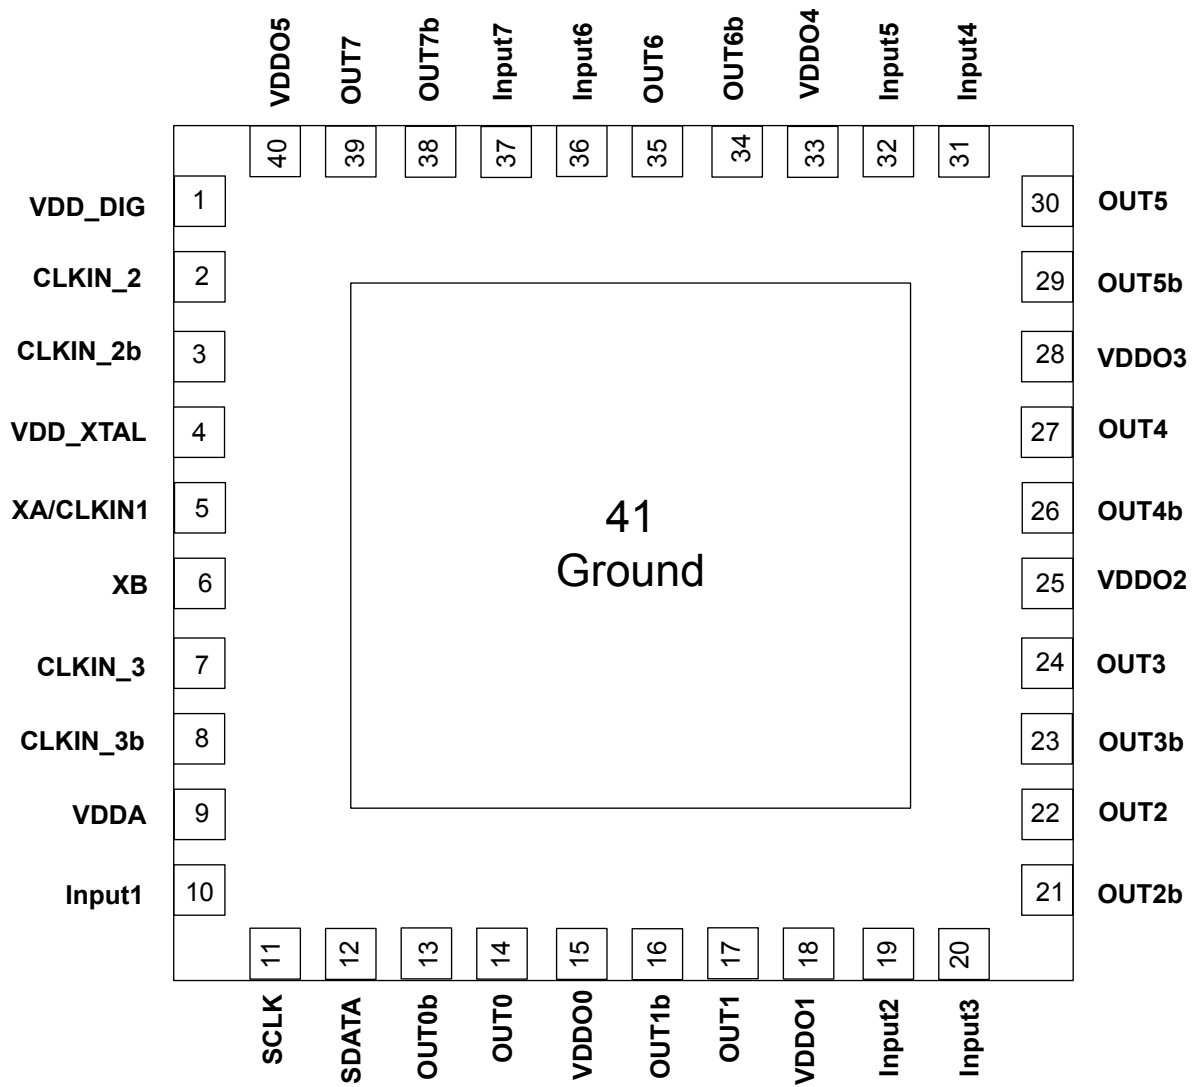 VDDO5
OUT7
OUT7b
Input7
Input6
OUT6
OUT6b
VDDO4
Input5
Input4
40
39
38
37
36
35
34
33
32
31
VDD_DIG 1
30 OUT5
CLKIN_2 2
29 OUT5b
CLKIN_2b 3
28 VDDO3
VDD_XTAL 4
27 OUT4
XA/CLKIN1 5
26 OUT4b
41
Ground
XB 6
25 VDDO2
CLKIN_3 7
24 OUT3
CLKIN_3b 8
23 OUT3b
VDDA 9
22 OUT2
Input1 10
21 OUT2b
11
12
13
14
15
16
17
18
19
20
SCLK
SDATA
OUT0b
OUT0
VDDO0
OUT1b
OUT1
VDDO1
Input2
Input3